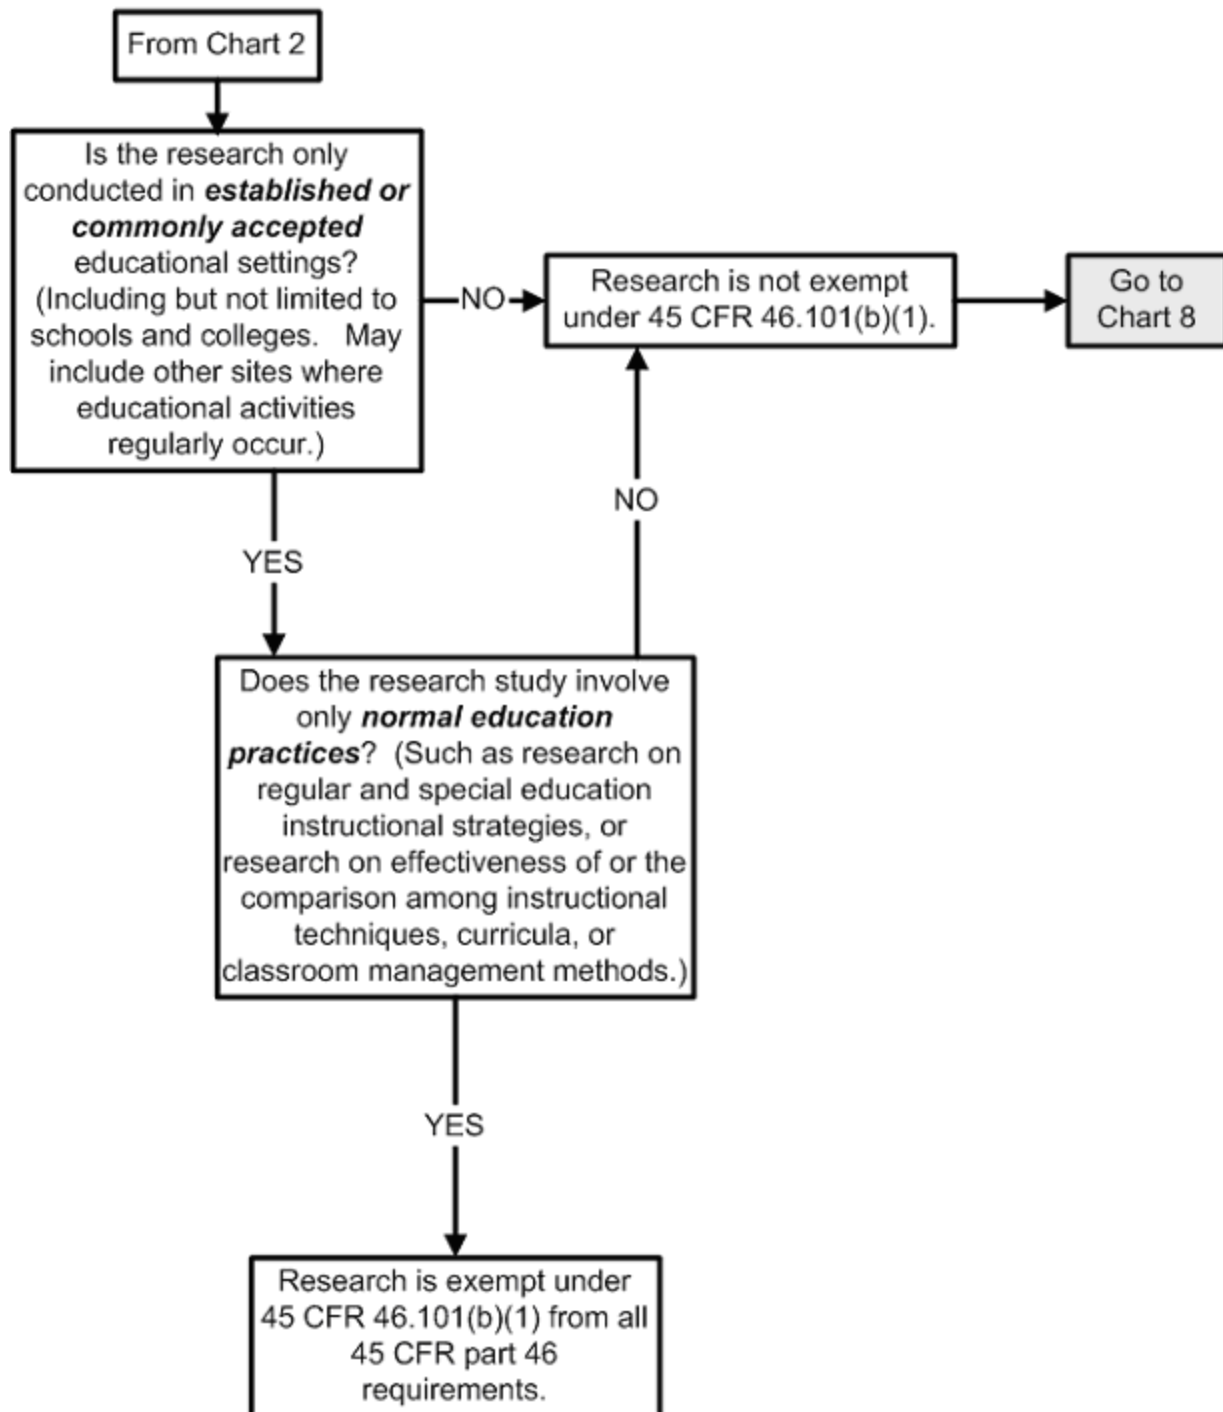 From Chart 2
Is the research only
conducted in established or
commonly accepted
educational settings?
(Including but not limited to
schools and colleges.   May
include other sites where
educational activities
regularly occur.)
NO
Research is not exempt
under 45 CFR 46.101(b)(1).
Go to
Chart 8
NO
YES
Does the research study involve
only normal education
practices?  (Such as research on
regular and special education
instructional strategies, or
research on effectiveness of or the
comparison among instructional
techniques, curricula, or
classroom management methods.)
YES
Research is exempt under
45 CFR 46.101(b)(1) from all
45 CFR part 46
requirements.